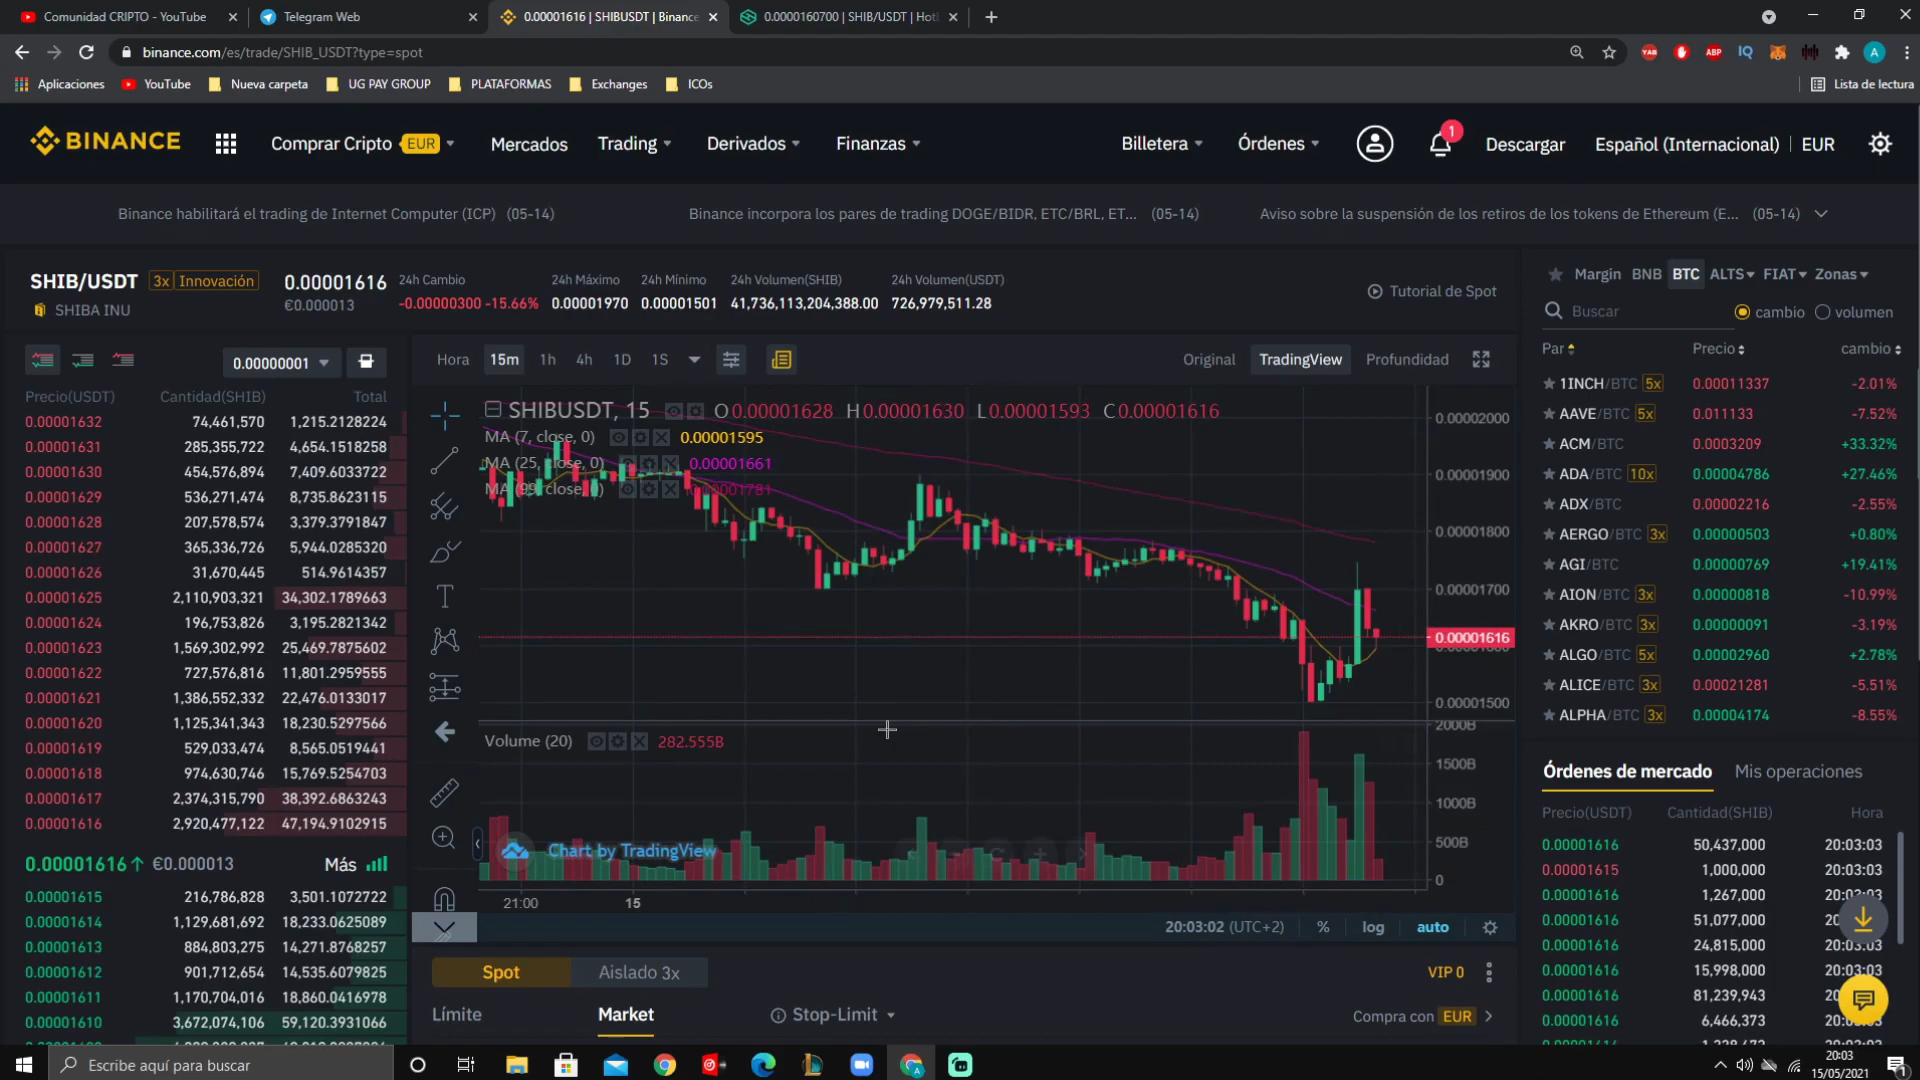 Comunidad CRIPTO - YouTube
Telegram Web
0.00001616 | SHIBUSDT | Binance
0.0000160700 | SHIB/USDT | Hot
binance.com/es/trade/SHIB_USDT?type=spot
Aplicaciones YouTube Nueva carpeta UG PAY GROUP PLATAFORMAS Exchanges ICOs Lista de lectura
BINANCE Comprar Cripto EUR Mercados Trading Derivados Finanzas Billetera Órdenes 1 Descargar Español (Internacional) EUR
Binance habilitará el trading de Internet Computer (ICP) (05-14) Binance incorpora los pares de trading DOGE/BIDR, ETC/BRL, ET... (05-14) Aviso sobre la suspensión de los retiros de los tokens de Ethereum (E... (05-14)
SHIB/USDT 3x Innovación
SHIBA INU
0.00001616
€0.000013
24h Cambio
-0.00000300 -15.66%
24h Máximo
0.00001970
24h Mínimo
0.00001501
24h Volumen(SHIB)
41,736,113,204,388.00
24h Volumen(USDT)
726,979,511.28
Tutorial de Spot
0.00000001
Precio(USDT) Cantidad(SHIB) Total
0.00001632 74,461,570 1,215.2128224
0.00001631 285,355,722 4,654.1518258
0.00001630 454,576,894 7,409.6033722
0.00001629 536,271,474 8,735.8623115
0.00001628 207,578,574 3,379.3791847
0.00001627 365,336,726 5,944.0285320
0.00001626 31,670,445 514.9614357
0.00001625 2,110,903,321 34,302.1789663
0.00001624 196,753,826 3,195.2821342
0.00001623 1,569,302,992 25,469.7875602
0.00001622 727,576,816 11,801.2959555
0.00001621 1,386,552,332 22,476.0133017
0.00001620 1,125,341,343 18,230.5297566
0.00001619 529,033,474 8,565.0519441
0.00001618 974,630,746 15,769.5254703
0.00001617 2,374,315,790 38,392.6863243
0.00001616 2,920,477,122 47,194.9102915
0.00001616 €0.000013 Más
0.00001615 216,786,828 3,501.1072722
0.00001614 1,129,681,692 18,233.0625089
0.00001613 884,803,275 14,271.8768257
0.00001612 901,712,654 14,535.6079825
0.00001611 1,170,704,016 18,860.0416978
0.00001610 3,672,074,106 59,120.3931066
Hora 15m 1h 4h 1D 1S Original TradingView Profundidad
SHIBUSDT, 15 O0.00001628 H0.00001630 L0.00001593 C0.00001616
MA (7, close, 0) 0.00001595
MA (25, close, 0) 0.00001661
MA (99, close, 0) 0.00001781
0.00002000
0.00001900
0.00001800
0.00001700
0.00001616
0.00001500
Volume (20) 282.555B
2000B
1500B
1000B
500B
0
Chart by TradingView
21:00 15
20:03:02 (UTC+2) % log auto
Spot Aislado 3x VIP 0
Límite Market Stop-Limit Compra con EUR
Margin BNB BTC ALTS FIAT Zonas
Buscar cambio volumen
Par Precio cambio
1INCH/BTC 5x 0.00011337 -2.01%
AAVE/BTC 5x 0.011133 -7.52%
ACM/BTC 0.0003209 +33.32%
ADA/BTC 10x 0.00004786 +27.46%
ADX/BTC 0.00002216 -2.55%
AERGO/BTC 3x 0.00000503 +0.80%
AGI/BTC 0.00000769 +19.41%
AION/BTC 3x 0.00000818 -10.99%
AKRO/BTC 3x 0.00000091 -3.19%
ALGO/BTC 5x 0.00002960 +2.78%
ALICE/BTC 3x 0.00021281 -5.51%
ALPHA/BTC 3x 0.00004174 -8.55%
Órdenes de mercado Mis operaciones
Precio(USDT) Cantidad(SHIB) Hora
0.00001616 50,437,000 20:03:03
0.00001615 1,000,000 20:03:03
0.00001616 1,267,000 20:03:03
0.00001616 51,077,000
0.00001616 24,815,000 20:03:03
0.00001616 15,998,000 20:03:03
0.00001616 81,239,943
0.00001616 6,466,373
Escribe aquí para buscar
20:03
15/05/2021